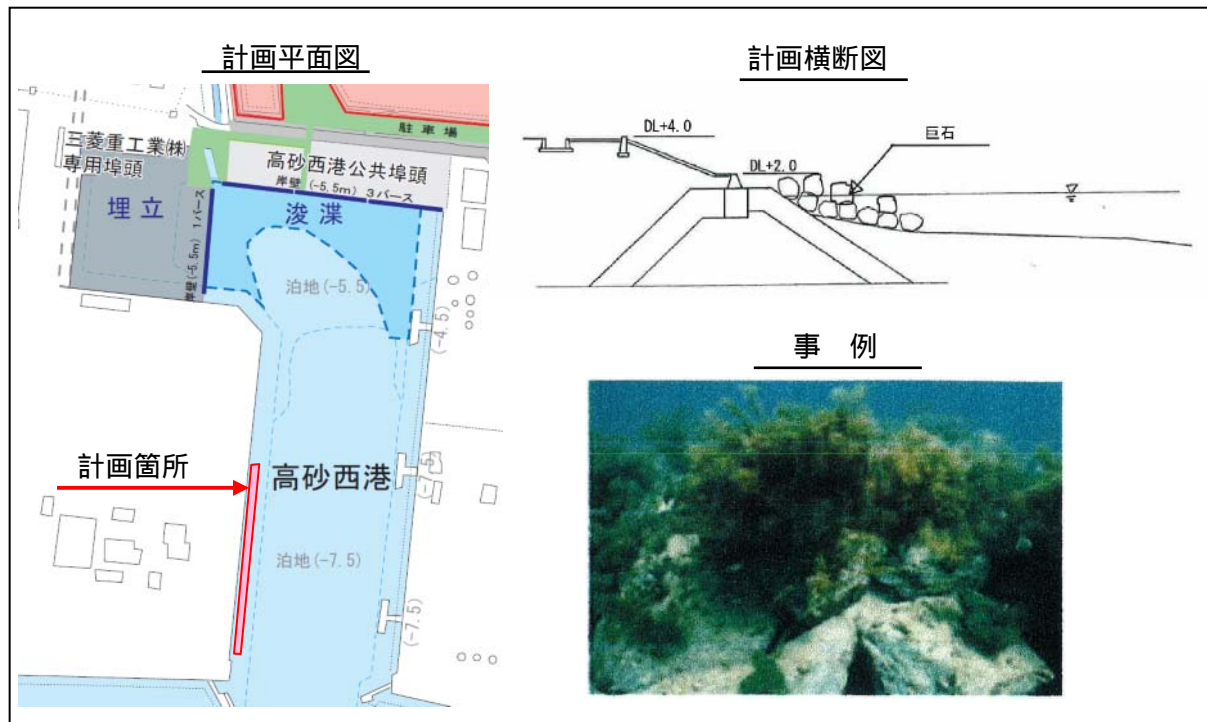 計画平面図
計画横断図
駐車場
三菱重工業㈱
専用埠頭
高砂西港公共埠頭
岸壁 (-5.5m) 3バース
埋立
浚渫
岸壁(-5.5m) 1バース
泊地(-5.5)
(-4.5)
計画箇所
高砂西港
(-7.5)
泊地(-7.5)
(-7.5)
DL+4.0
巨石
DL+2.0
事 例